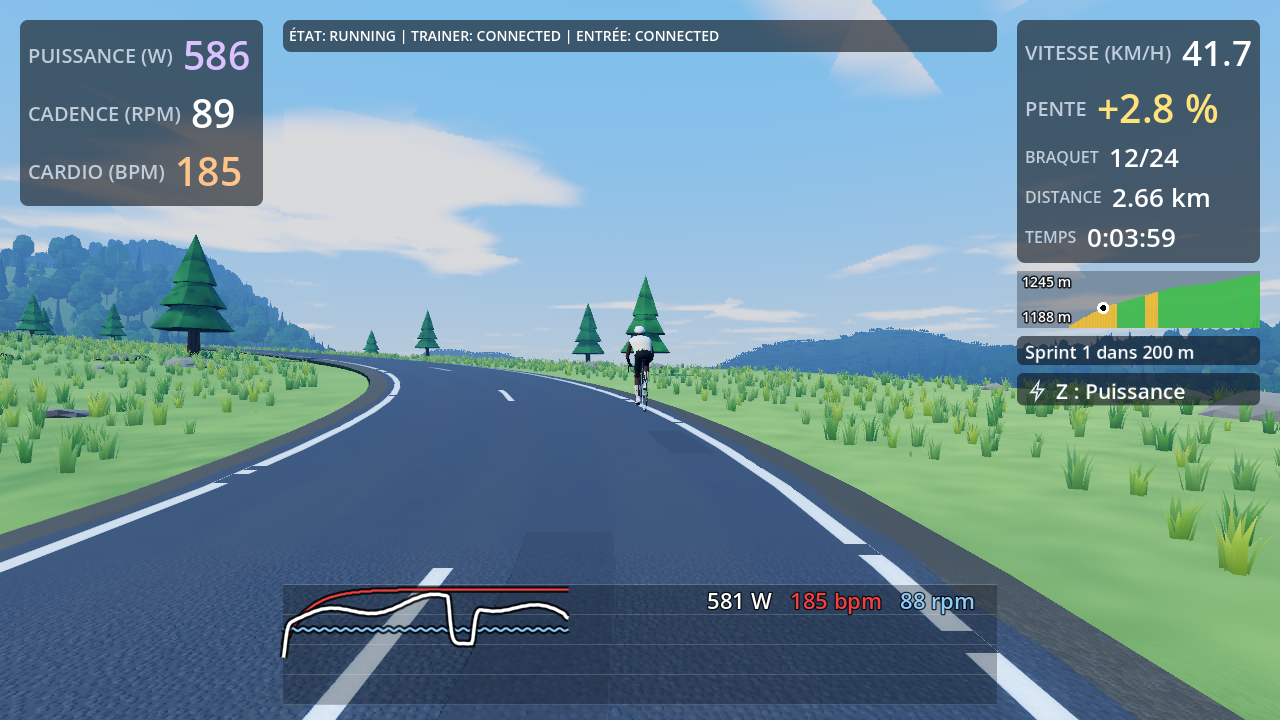 PUISSANCE (W) 586
CADENCE (RPM) 89
CARDIO (BPM) 185
ÉTAT: RUNNING | TRAINER: CONNECTED | ENTRÉE: CONNECTED
VITESSE (KM/H) 41.7
PENTE +2.8 %
BRAQUET 12/24
DISTANCE 2.66 km
TEMPS 0:03:59
1245 m
1188 m
Sprint 1 dans 200 m
Z : Puissance
581 W 185 bpm 88 rpm